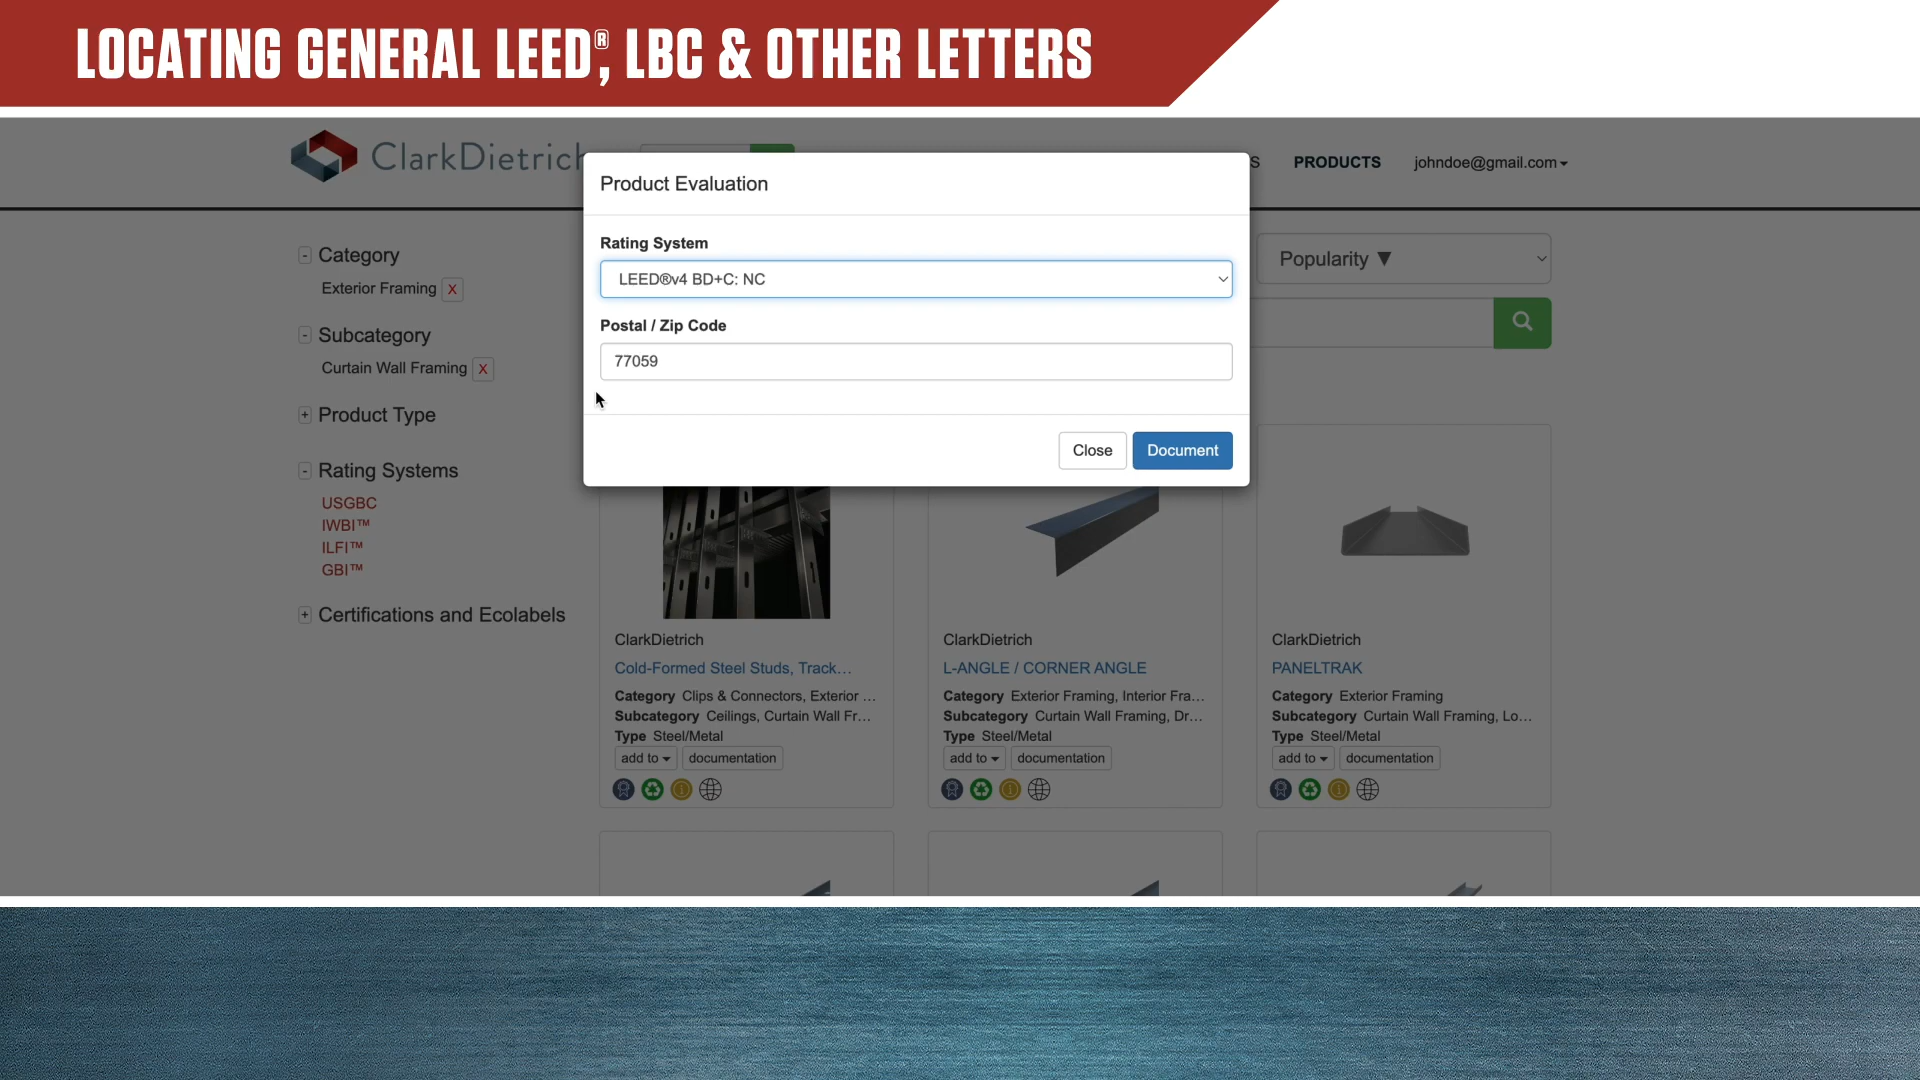 LOCATING GENERAL LEED®, LBC & OTHER LETTERS
ClarkDietrich
S
PRODUCTS
johndoe@gmail.com
Product Evaluation
Rating System
LEED®v4 BD+C: NC
Postal / Zip Code
77059
Close
Document
Popularity ▼
- Category
Exterior Framing X
- Subcategory
Curtain Wall Framing X
+ Product Type
- Rating Systems
USGBC
IWBI™
ILFI™
GBI™
+ Certifications and Ecolabels
ClarkDietrich
Cold-Formed Steel Studs, Track...
Category Clips & Connectors, Exterior ...
Subcategory Ceilings, Curtain Wall Fr...
Type Steel/Metal
add to
documentation
ClarkDietrich
L-ANGLE / CORNER ANGLE
Category Exterior Framing, Interior Fra...
Subcategory Curtain Wall Framing, Dr...
Type Steel/Metal
add to
documentation
ClarkDietrich
PANELTRAK
Category Exterior Framing
Subcategory Curtain Wall Framing, Lo...
Type Steel/Metal
add to
documentation